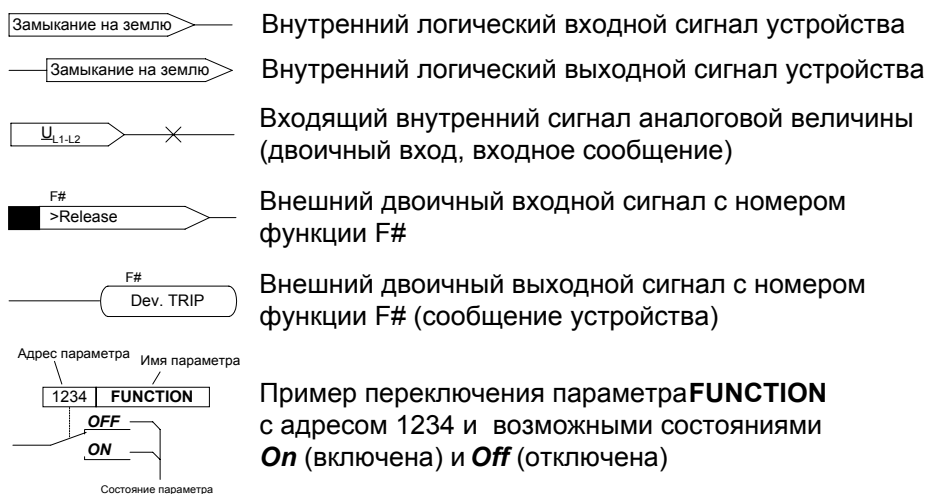 Замыкание на землю
Внутренний логический входной сигнал устройства
Замыкание на землю
Внутренний логический выходной сигнал устройства
U L1-L2
Входящий внутренний сигнал аналоговой величины
(двоичный вход, входное сообщение)
F#
>Release
Внешний двоичный входной сигнал с номером
функции F#
F#
Dev. TRIP
Внешний двоичный выходной сигнал с номером
функции F# (сообщение устройства)
Адрес параметра
Имя параметра
1234 FUNCTION
OFF
ON
Состояние параметра
Пример переключения параметраFUNCTION
с адресом 1234 и возможными состояниями
On (включена) и Off (отключена)